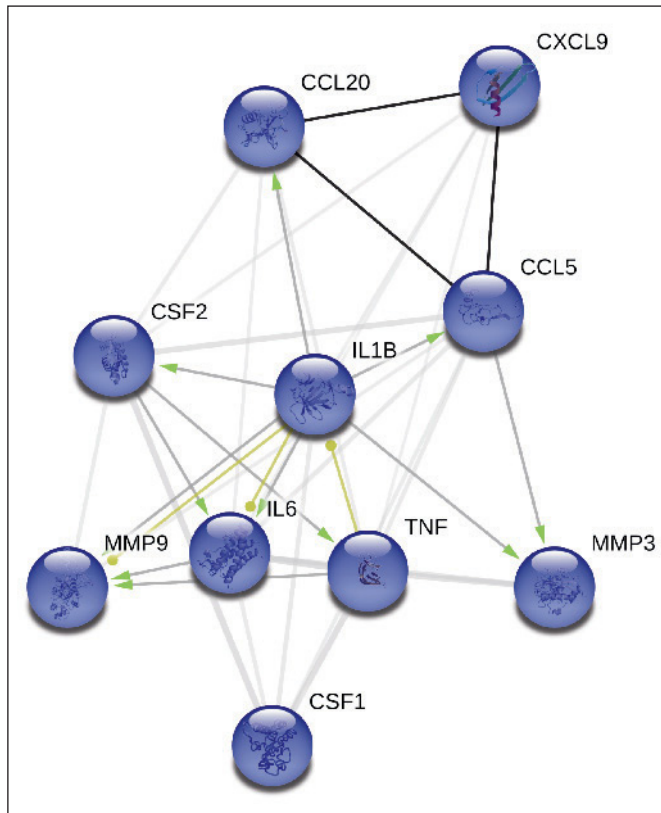 CXCL9
CCL20
CCL5
CSF2
IL1B
IL6
TNF
MMP9
MMP3
CSF1